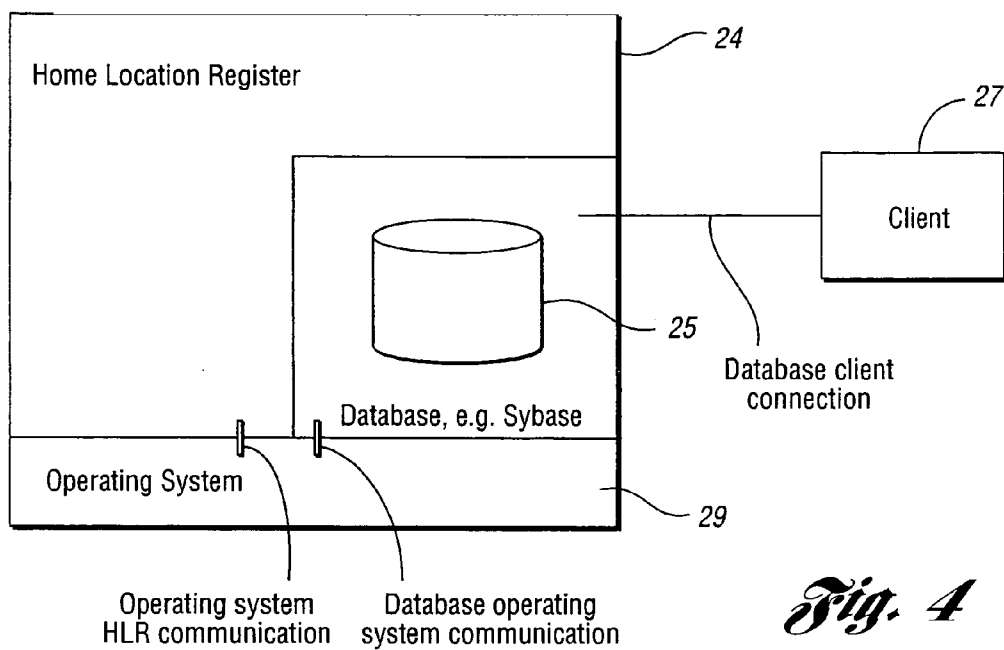 24
Home Location Register
27
Client
25
Database client
connection
Database, e.g. Sybase
Operating System
29
Operating system
HLR communication
Database operating
system communication
Fig. 4